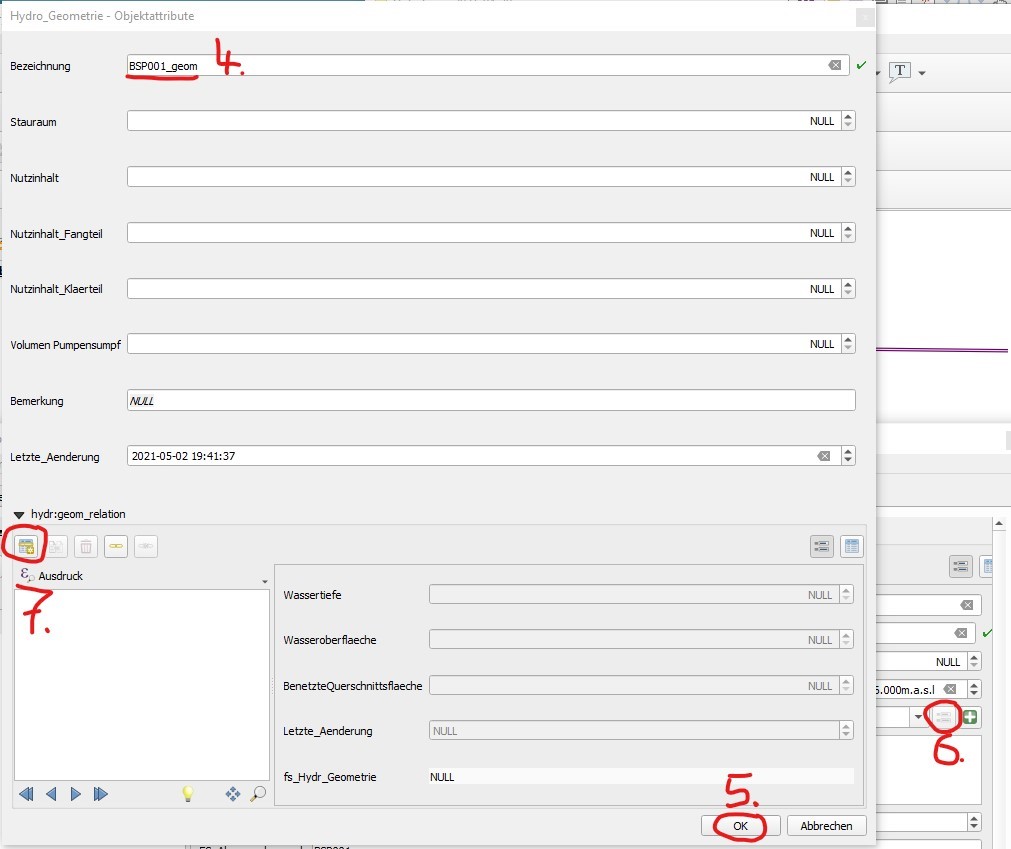 Hydro_Geometrie - Objektattribute
Bezeichnung BSP001_geom 4.
T
Stauraum NULL
Nutzinhalt NULL
Nutzinhalt_Fangteil NULL
Nutzinhalt_Klaerteil NULL
Volumen Pumpensumpf NULL
Bemerkung NULL
Letzte_Aenderung 2021-05-02 19:41:37
hydr:geom_relation
Ausdruck
7.
Wassertiefe NULL
Wasseroberflaeche NULL
BenetzteQuerschnittsflaeche NULL
Letzte_Aenderung NULL
fs_Hydr_Geometrie NULL
NULL
.000m.a.s.l
6.
5.
OK Abbrechen